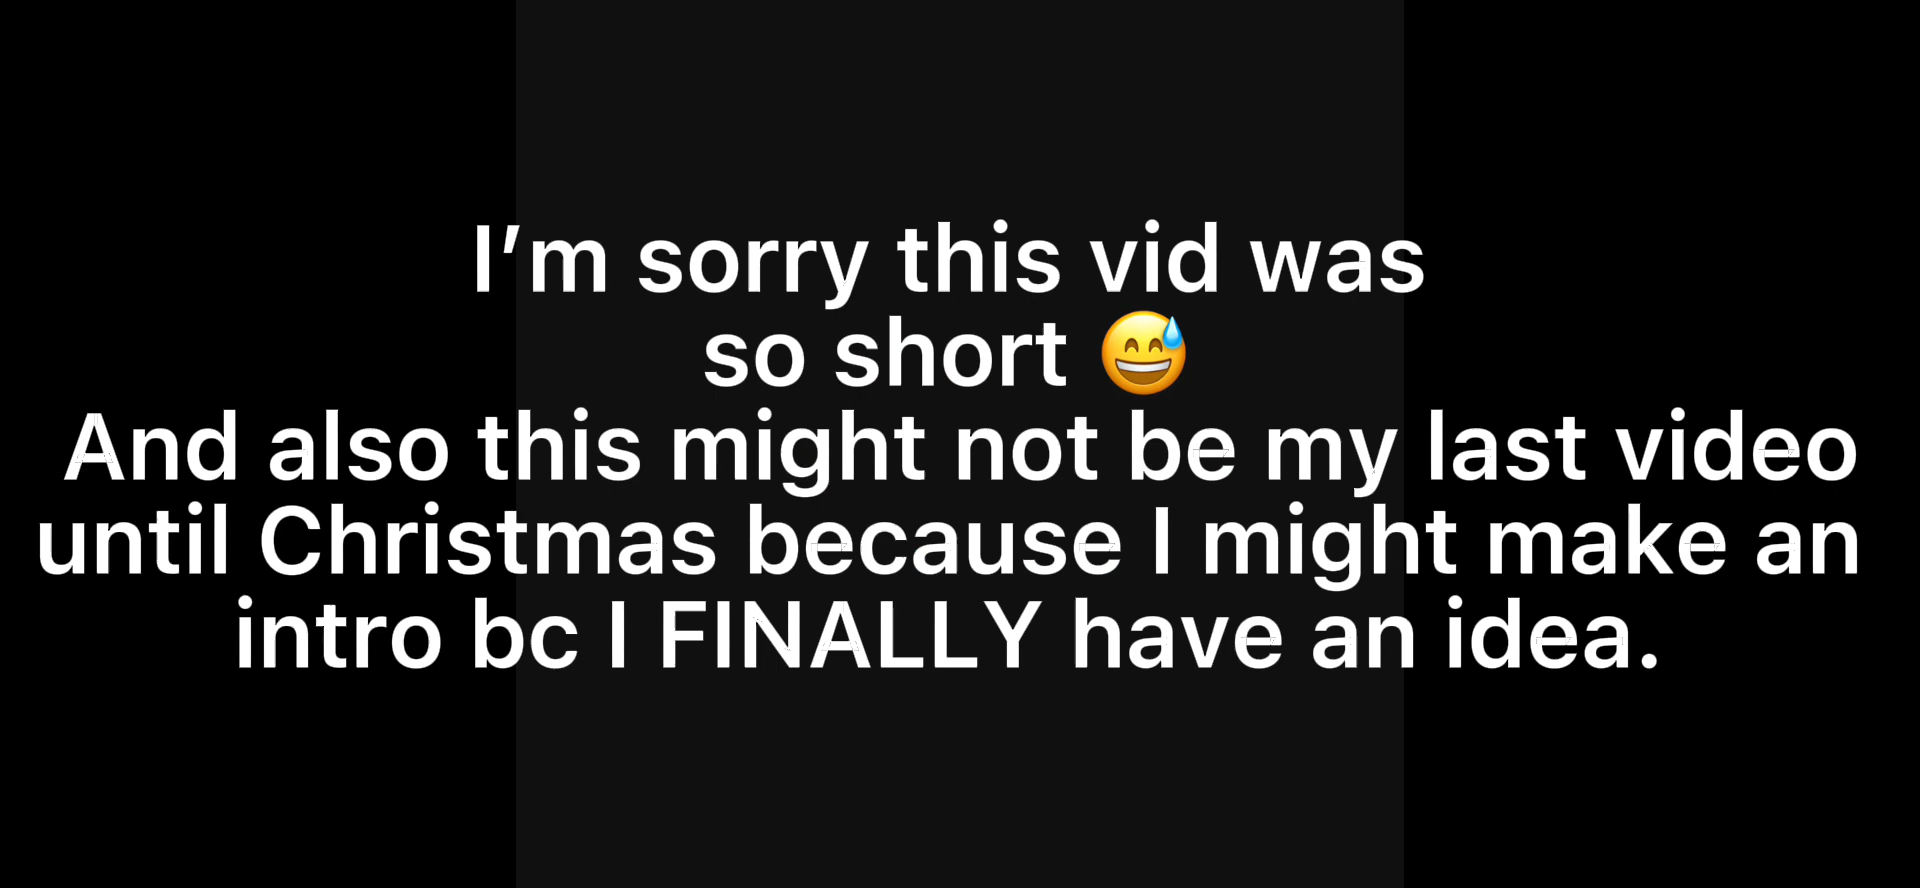 I’m sorry this vid was
so short 😅
And also this might not be my last video
until Christmas because I might make an
intro bc I FINALLY have an idea.